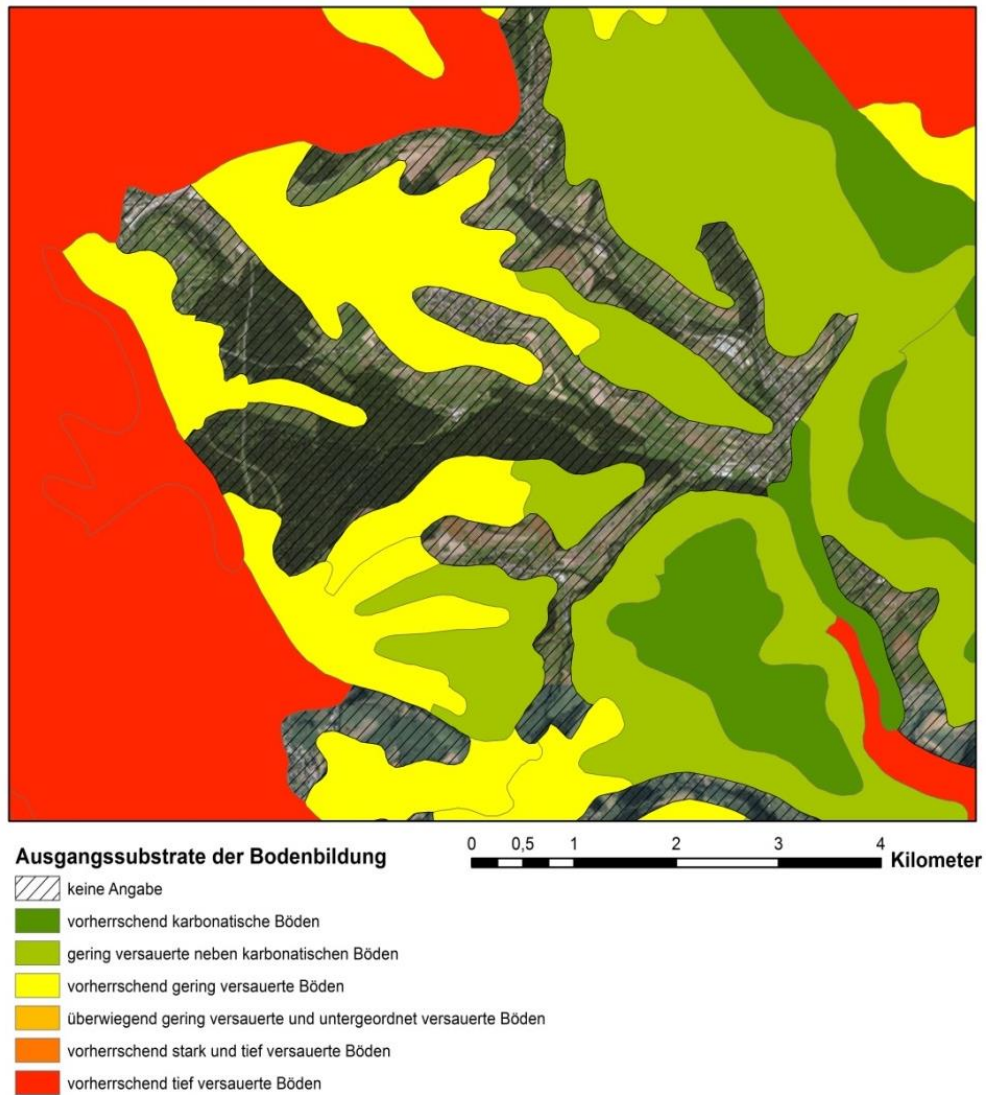 Ausgangssubstrate der Bodenbildung
0 0,5 1 2 3 4 Kilometer
keine Angabe
vorherrschend karbonatische Böden
gering versauerte neben karbonatischen Böden
vorherrschend gering versauerte Böden
überwiegend gering versauerte und untergeordnet versauerte Böden
vorherrschend stark und tief versauerte Böden
vorherrschend tief versauerte Böden